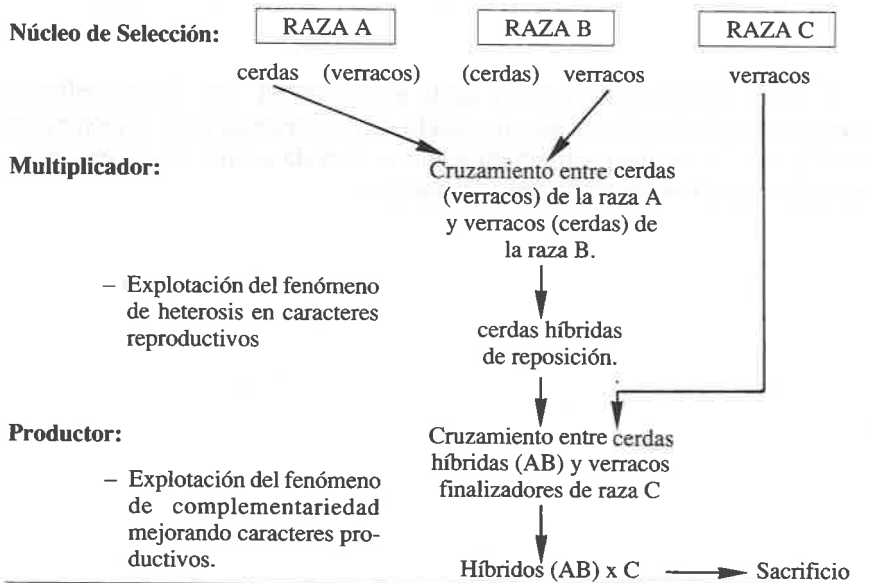 Núcleo de Selección:
RAZA A
RAZA B
RAZA C
cerdas (verracos)
(cerdas) verracos
verracos
Multiplicador:
Cruzamiento entre cerdas
(verracos) de la raza A
y verracos (cerdas) de
la raza B.
– Explotación del fenómeno
de heterosis en caracteres
reproductivos
cerdas híbridas
de reposición.
Productor:
Cruzamiento entre cerdas
híbridas (AB) y verracos
finalizadores de raza C
– Explotación del fenómeno
de complementariedad
mejorando caracteres pro-
ductivos.
Híbridos (AB) x C
Sacrificio